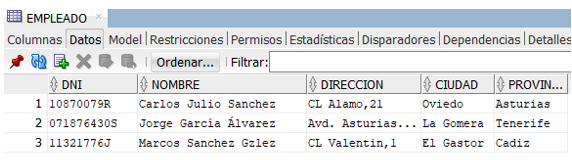 EMPLEADO ×
Columnas Datos Model Restricciones Permisos Estadísticas Disparadores Dependencias Detalles
Ordenar... Filtrar:
DNI NOMBRE DIRECCION CIUDAD PROVIN...
1 10870079R Carlos Julio Sanchez CL Alamo,21 Oviedo Asturias
2 071876430S Jorge García Álvarez Avd. Asturias... La Gomera Tenerife
3 11321776J Marcos Sanchez Gzlez CL Valentin,1 El Gastor Cadiz